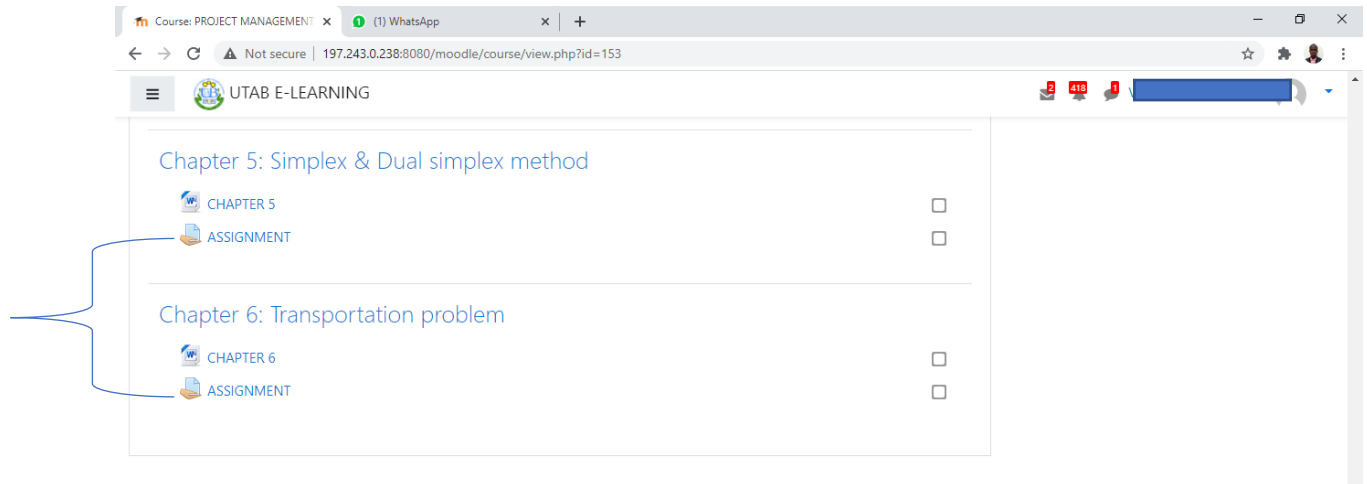 Course: PROJECT MANAGEMENT
(1) WhatsApp
Not secure | 197.243.0.238:8080/moodle/course/view.php?id=153
UTAB E-LEARNING
2 418 1
Chapter 5: Simplex & Dual simplex method
CHAPTER 5
ASSIGNMENT
Chapter 6: Transportation problem
CHAPTER 6
ASSIGNMENT